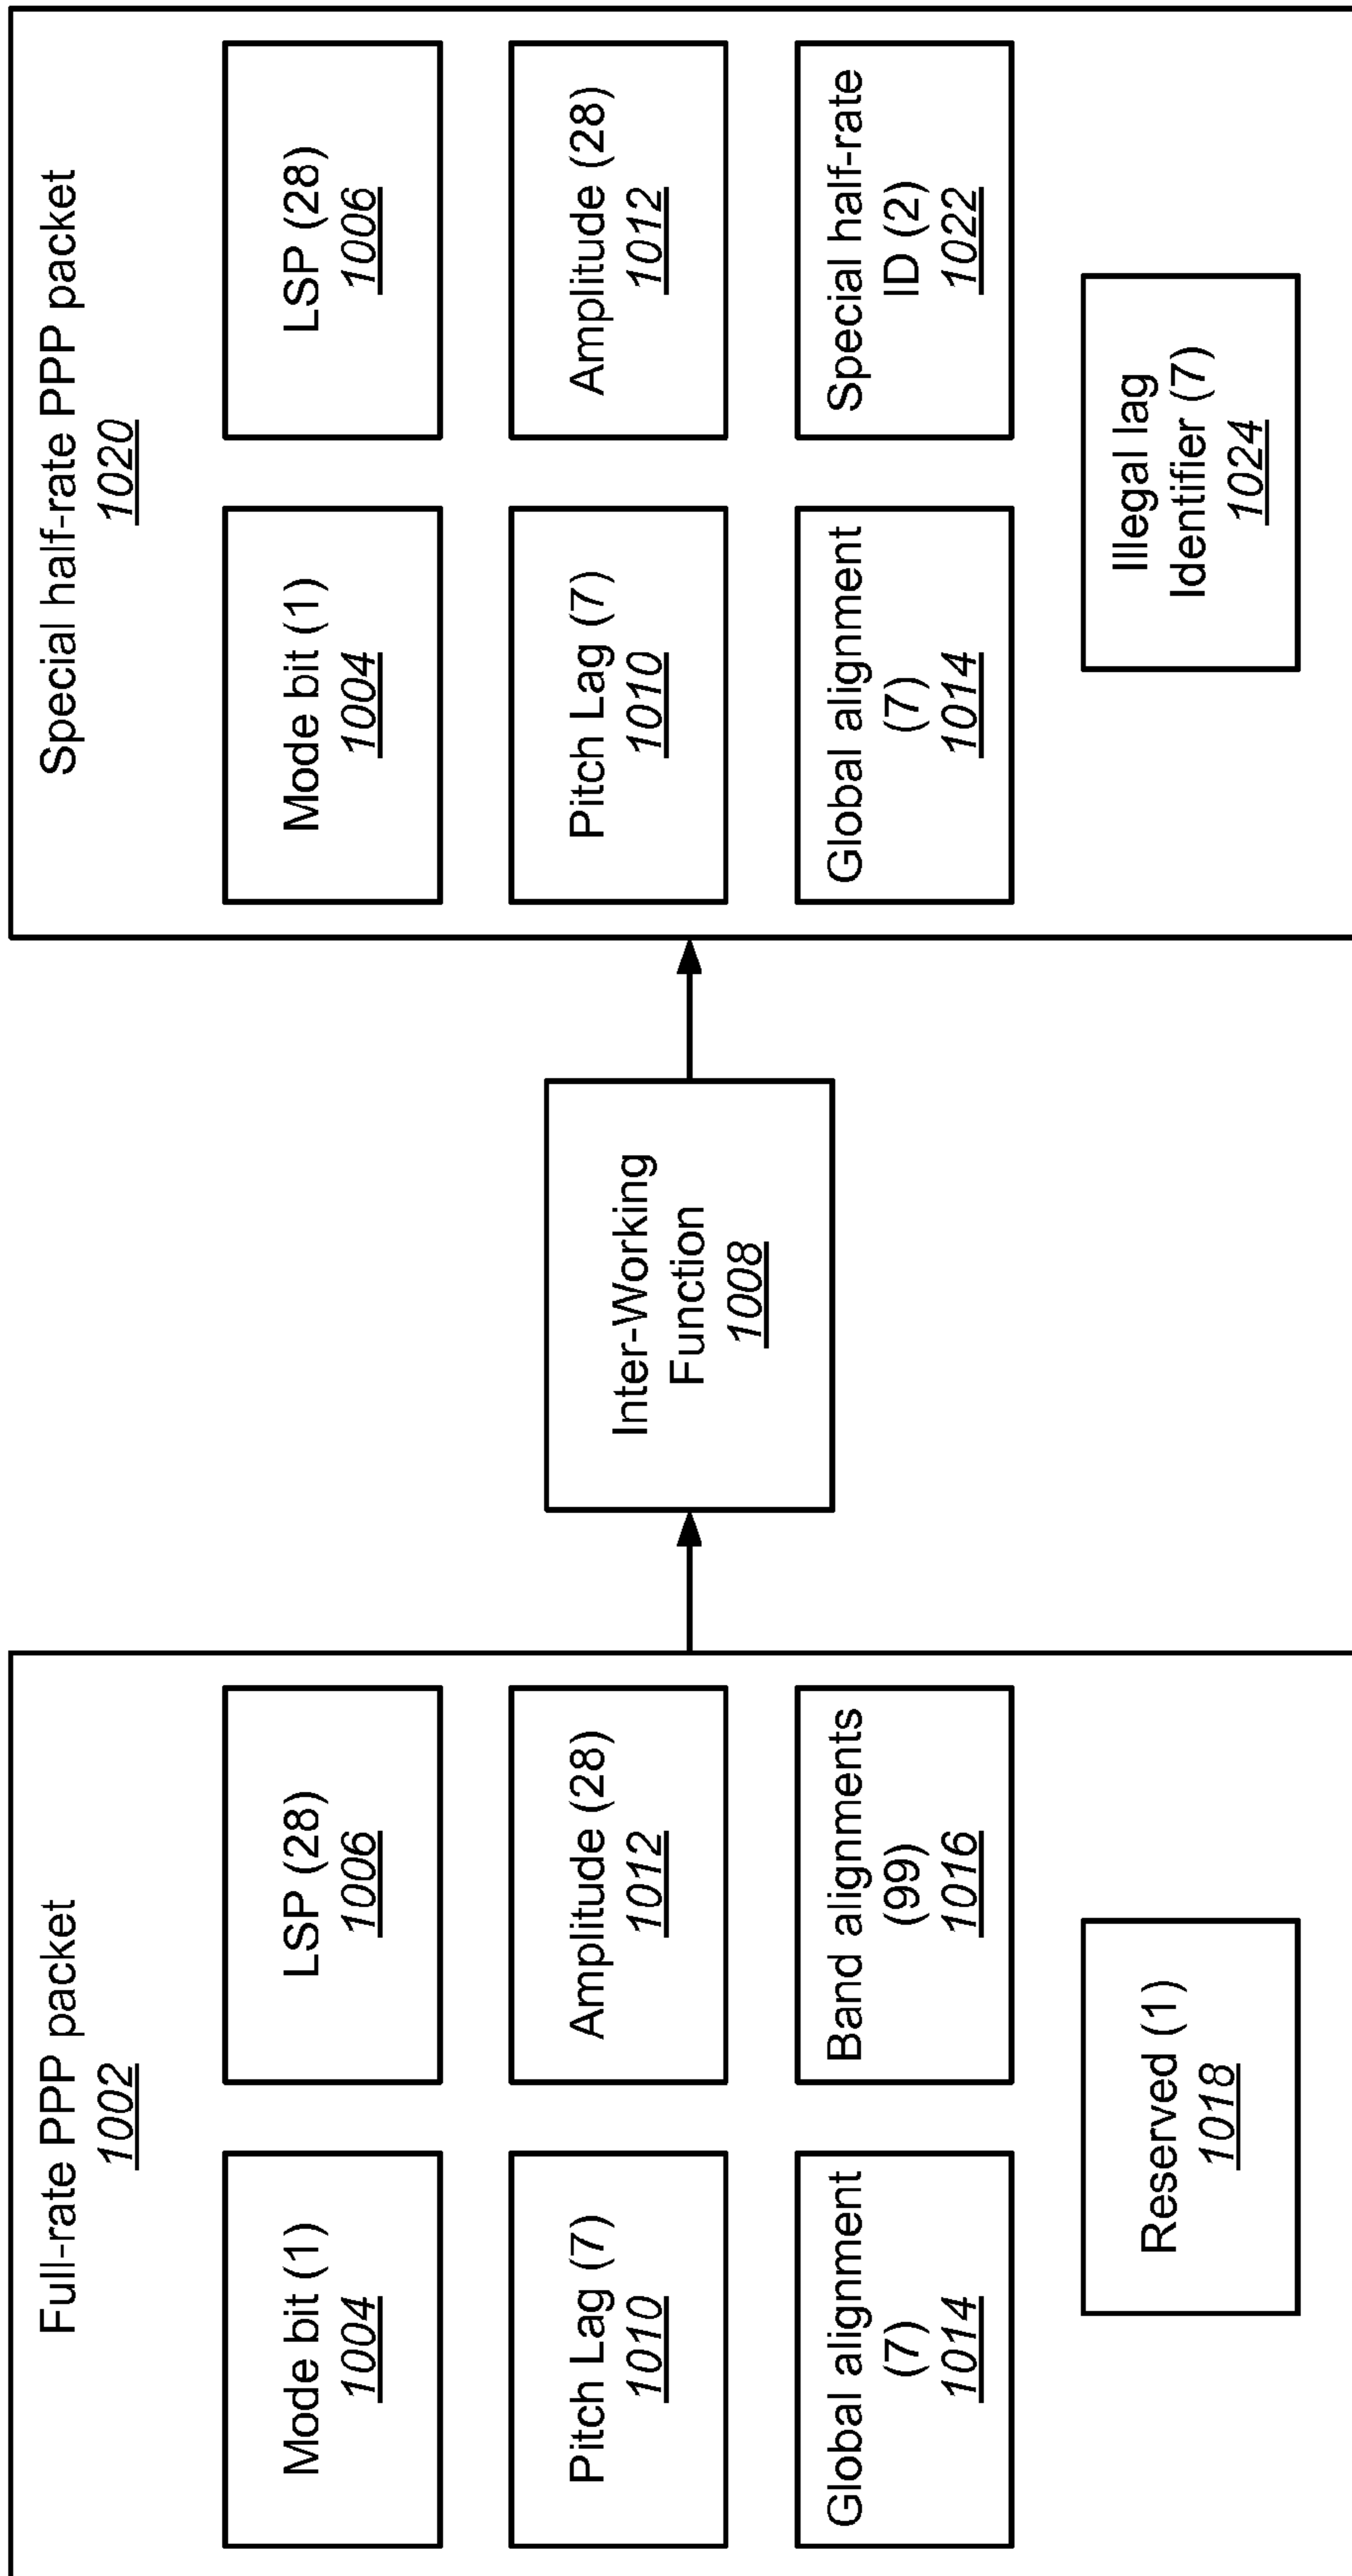 Full-rate PPP packet
1002
Mode bit (1)
1004
LSP (28)
1006
Pitch Lag (7)
1010
Amplitude (28)
1012
Global alignment
(7)
1014
Band alignments
(99)
1016
Reserved (1)
1018
Inter-Working
Function
1008
Special half-rate PPP packet
1020
Mode bit (1)
1004
LSP (28)
1006
Pitch Lag (7)
1010
Amplitude (28)
1012
Global alignment
(7)
1014
Special half-rate
ID (2)
1022
Illegal lag
Identifier (7)
1024